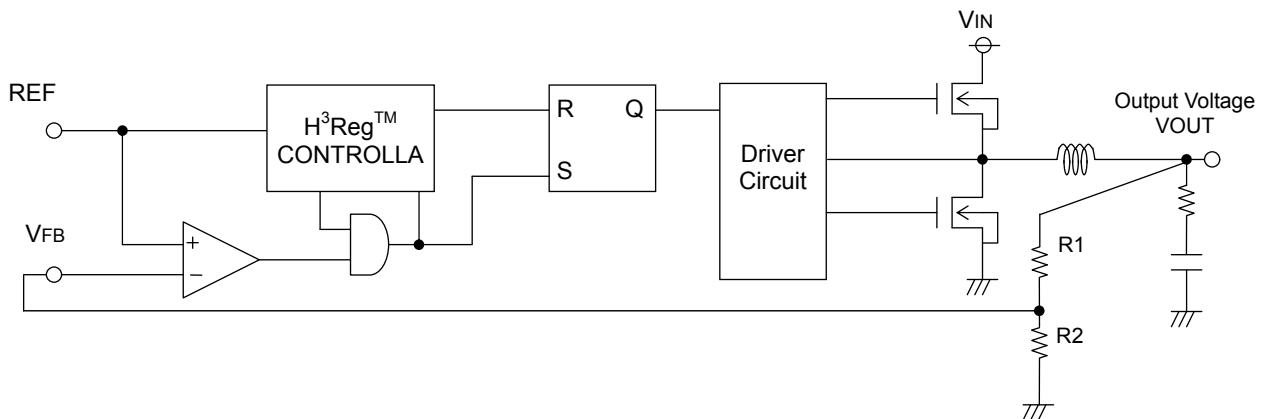 VIN
REF
H³Reg™
CONTROLLA
R
Q
S
Driver
Circuit
Output Voltage
VOUT
VFB
+
−
R1
R2